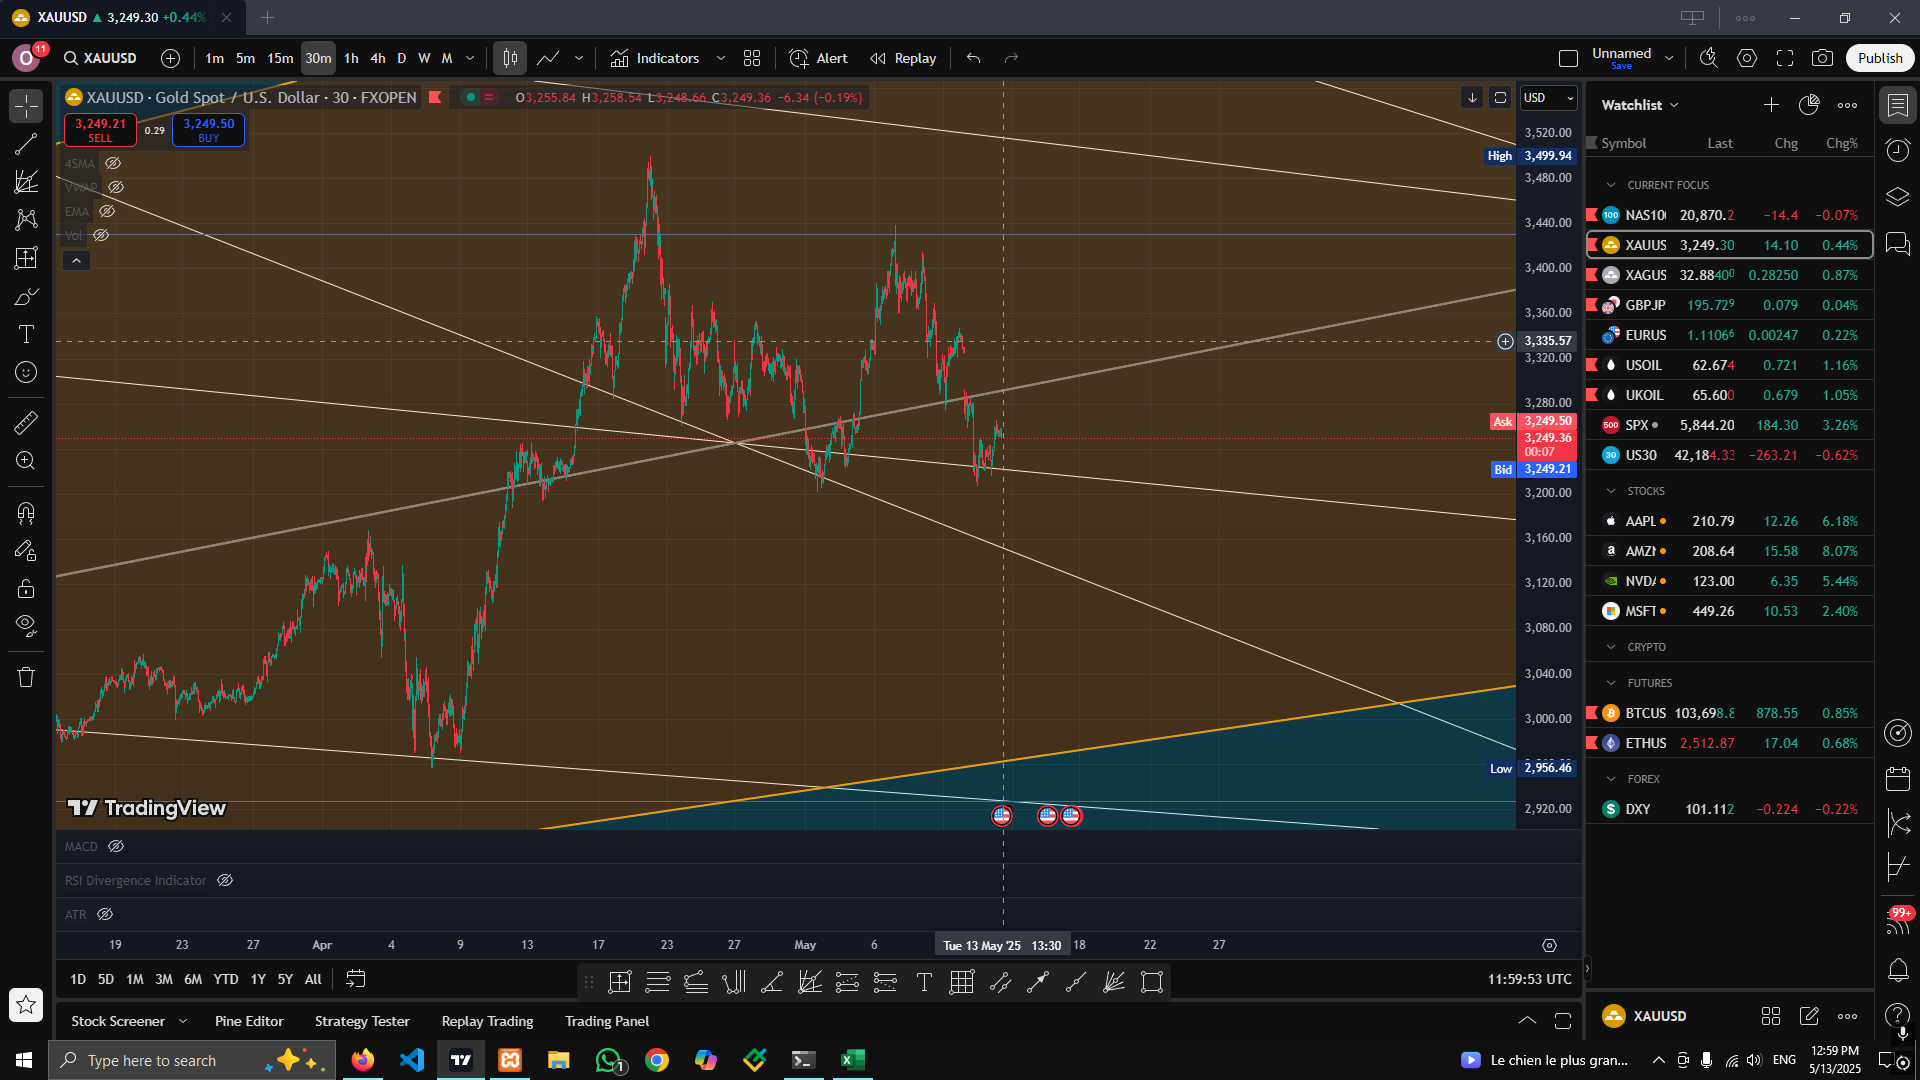 XAUUSD ▲ 3,249.30 +0.44%
O 11 XAUUSD 1m 5m 15m 30m 1h 4h D W M Indicators Alert Replay Unnamed Save Publish
XAUUSD · Gold Spot / U.S. Dollar · 30 · FXOPEN O3,255.84 H3,258.54 L3,248.66 C3,249.36 −6.34 (−0.19%)
3,249.21 SELL 0.29 3,249.50 BUY
4SMA
VWAP
EMA
Vol
USD
3,520.00
High 3,499.94
3,480.00
3,440.00
3,400.00
3,360.00
3,335.57
3,320.00
3,280.00
Ask 3,249.50
3,249.36
00:07
Bid 3,249.21
3,200.00
3,160.00
3,120.00
3,080.00
3,040.00
3,000.00
Low 2,956.46
2,920.00
TradingView
MACD
RSI Divergence Indicator
ATR
19 23 27 Apr 4 9 13 17 23 27 May 6 Tue 13 May '25 13:30 18 22 27
1D 5D 1M 3M 6M YTD 1Y 5Y All T 11:59:53 UTC
Stock Screener Pine Editor Strategy Tester Replay Trading Trading Panel
Watchlist
Symbol Last Chg Chg%
CURRENT FOCUS
100 NAS10 20,870.2 −14.4 −0.07%
XAUUS 3,249.30 14.10 0.44%
XAGUS 32.88400 0.28250 0.87%
GBPJP 195.729 0.079 0.04%
EURUS 1.11066 0.00247 0.22%
USOIL 62.674 0.721 1.16%
UKOIL 65.600 0.679 1.05%
500 SPX 5,844.20 184.30 3.26%
30 US30 42,184.33 −263.21 −0.62%
STOCKS
AAPL 210.79 12.26 6.18%
AMZN 208.64 15.58 8.07%
NVDA 123.00 6.35 5.44%
MSFT 449.26 10.53 2.40%
CRYPTO
FUTURES
BTCUS 103,698.8 878.55 0.85%
ETHUS 2,512.87 17.04 0.68%
FOREX
DXY 101.112 −0.224 −0.22%
XAUUSD
99+
Type here to search 1 Le chien le plus gran... ENG 12:59 PM
5/13/2025